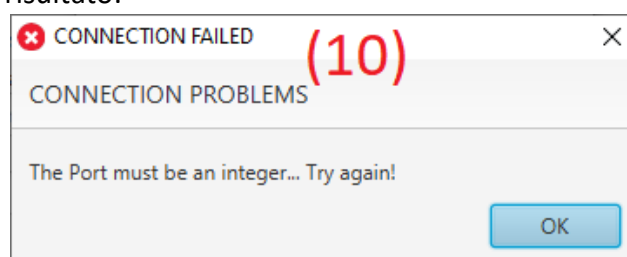 risultato:
CONNECTION FAILED
(10)
CONNECTION PROBLEMS
The Port must be an integer... Try again!
OK